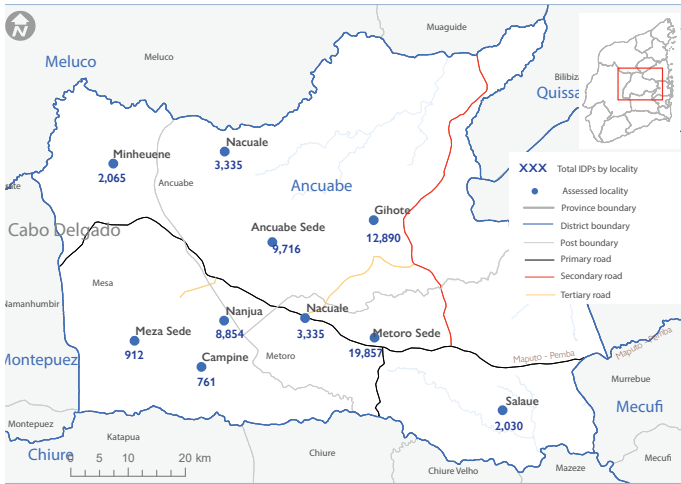 N
Muaguide
Meluco
Meluco
Bilibiza
Quissa
Minheuene
2,065
Nacuale
3,335
Ancuabe
Ancuabe
Cabo Delgado
Ancuabe Sede
9,716
Gihote
12,890
XXX Total IDPs by locality
Assessed locality
Province boundary
District boundary
Post boundary
Primary road
Secondary road
Tertiary road
Mesa
Namanhumbir
Nanjua
8,854
Nacuale
3,335
Meza Sede
912
Campine
761
Metoro
Metoro Sede
19,857
Maputo - Pemba
Maputo - Pemba
Montepuez
Murrebue
Mecufi
Salaue
2,030
Montepuez
Katapua
Chiure
Chiure
Chiure Velho
Mazeze
Mecufi
0 5 10 20 km